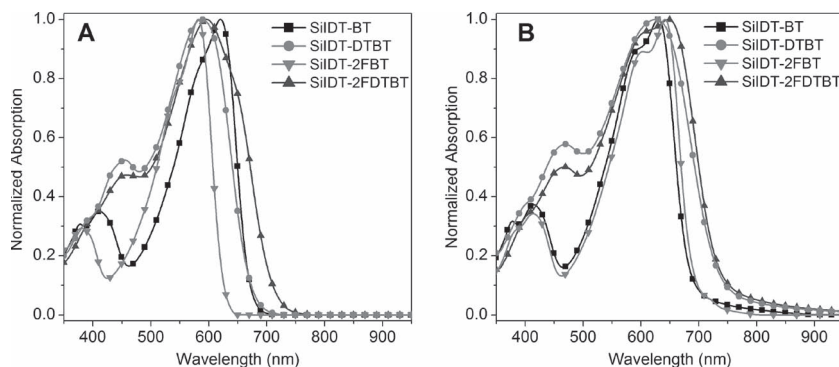 A
SiIDT-BT
SiIDT-DTBT
SiIDT-2FBT
SiIDT-2FDTBT
Normalized Absorption
1.0
0.8
0.6
0.4
0.2
0.0
400 500 600 700 800 900
Wavelength (nm)
B
SiIDT-BT
SiIDT-DTBT
SiIDT-2FBT
SiIDT-2FDTBT
Normalized Absorption
1.0
0.8
0.6
0.4
0.2
0.0
400 500 600 700 800 900
Wavelength (nm)